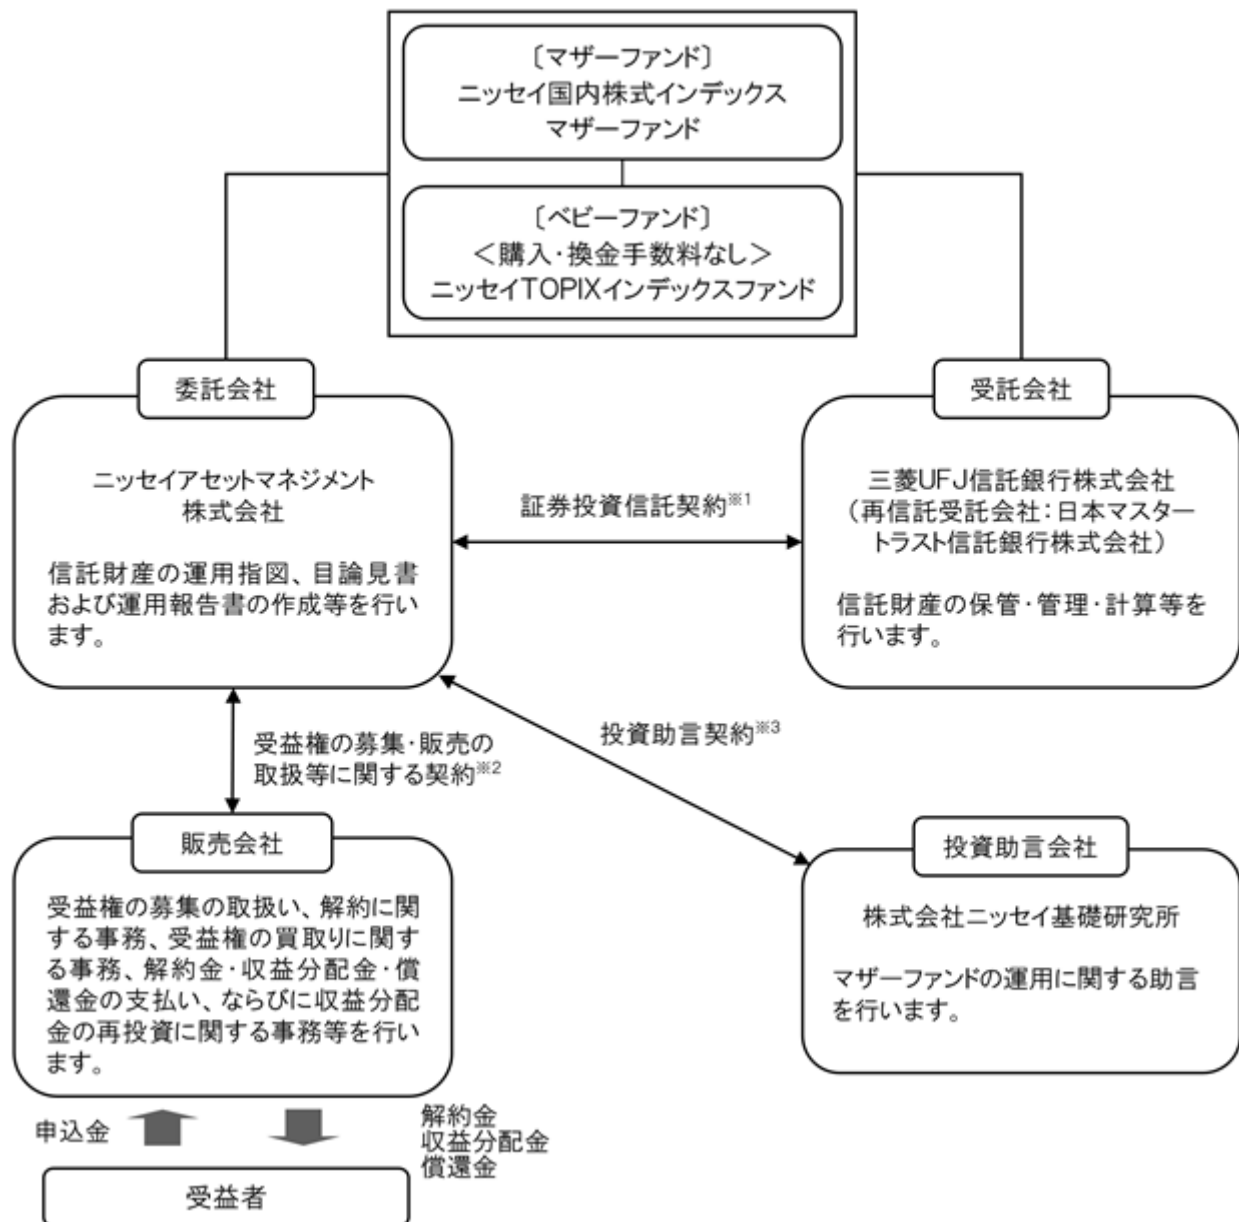 〔マザーファンド〕
ニッセイ国内株式インデックス
マザーファンド
〔ベビーファンド〕
＜購入・換金手数料なし＞
ニッセイTOPIXインデックスファンド
委託会社
ニッセイアセットマネジメント
株式会社
信託財産の運用指図、目論見書
および運用報告書の作成等を行い
ます。
証券投資信託契約※1
受託会社
三菱UFJ信託銀行株式会社
（再信託受託会社：日本マスター
トラスト信託銀行株式会社）
信託財産の保管・管理・計算等を
行います。
受益権の募集・販売の
取扱等に関する契約※2
投資助言契約※3
販売会社
受益権の募集の取扱い、解約に関
する事務、受益権の買取りに関す
る事務、解約金・収益分配金・償
還金の支払い、ならびに収益分配
金の再投資に関する事務等を行い
ます。
投資助言会社
株式会社ニッセイ基礎研究所
マザーファンドの運用に関する助言
を行います。
申込金
解約金
収益分配金
償還金
受益者